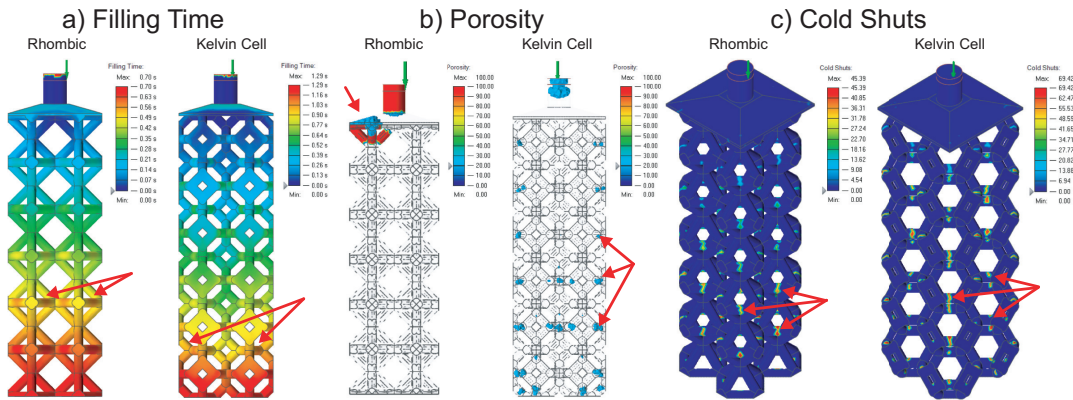 a) Filling Time
b) Porosity
c) Cold Shuts
Rhombic
Kelvin Cell
Rhombic
Kelvin Cell
Rhombic
Kelvin Cell
Filling Time:
Max: 0.70 s
0.70 s
0.63 s
0.56 s
0.49 s
0.42 s
0.35 s
0.28 s
0.21 s
0.14 s
0.07 s
0.00 s
Min: 0.00 s
Filling Time:
Max: 1.29 s
1.29 s
1.16 s
1.03 s
0.90 s
0.77 s
0.64 s
0.52 s
0.39 s
0.26 s
0.13 s
0.00 s
Min: 0.00 s
Porosity:
Max: 100.00
100.00
90.00
80.00
70.00
60.00
50.00
40.00
30.00
20.00
10.00
0.00
Min: 0.00
Porosity:
Max: 100.00
100.00
90.00
80.00
70.00
60.00
50.00
40.00
30.00
20.00
10.00
0.00
Min: 0.00
Cold Shuts:
Max: 45.39
45.39
40.85
36.31
31.78
27.24
22.70
18.16
13.62
9.08
4.54
0.00
Min: 0.00
Cold Shuts:
Max: 69.42
69.42
62.47
55.53
48.59
41.65
34.71
27.77
20.82
13.88
6.94
0.00
Min: 0.00